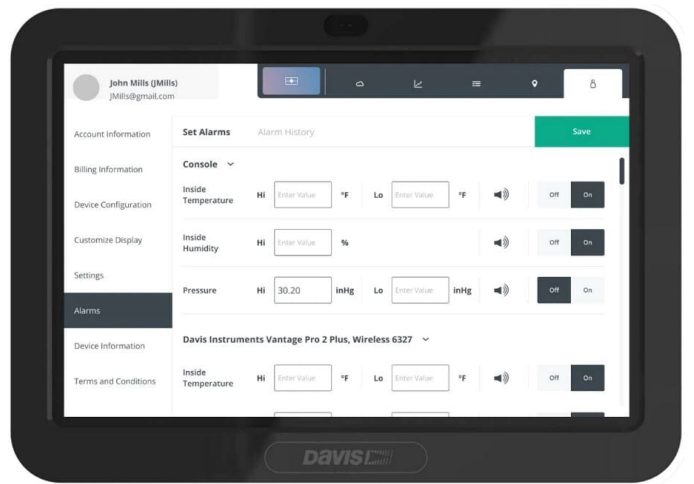 John Mills (JMills)
JMills@gmail.com
Account Information
Billing Information
Device Configuration
Customize Display
Settings
Alarms
Device Information
Terms and Conditions
Set Alarms Alarm History Save
Console
Inside
Temperature Hi Enter Value °F Lo Enter Value °F Off On
Inside
Humidity Hi Enter Value % Off On
Pressure Hi 30.20 inHg Lo Enter Value inHg Off On
Davis Instruments Vantage Pro 2 Plus, Wireless 6327
Inside
Temperature Hi Enter Value °F Lo Enter Value °F Off On
DAVIS